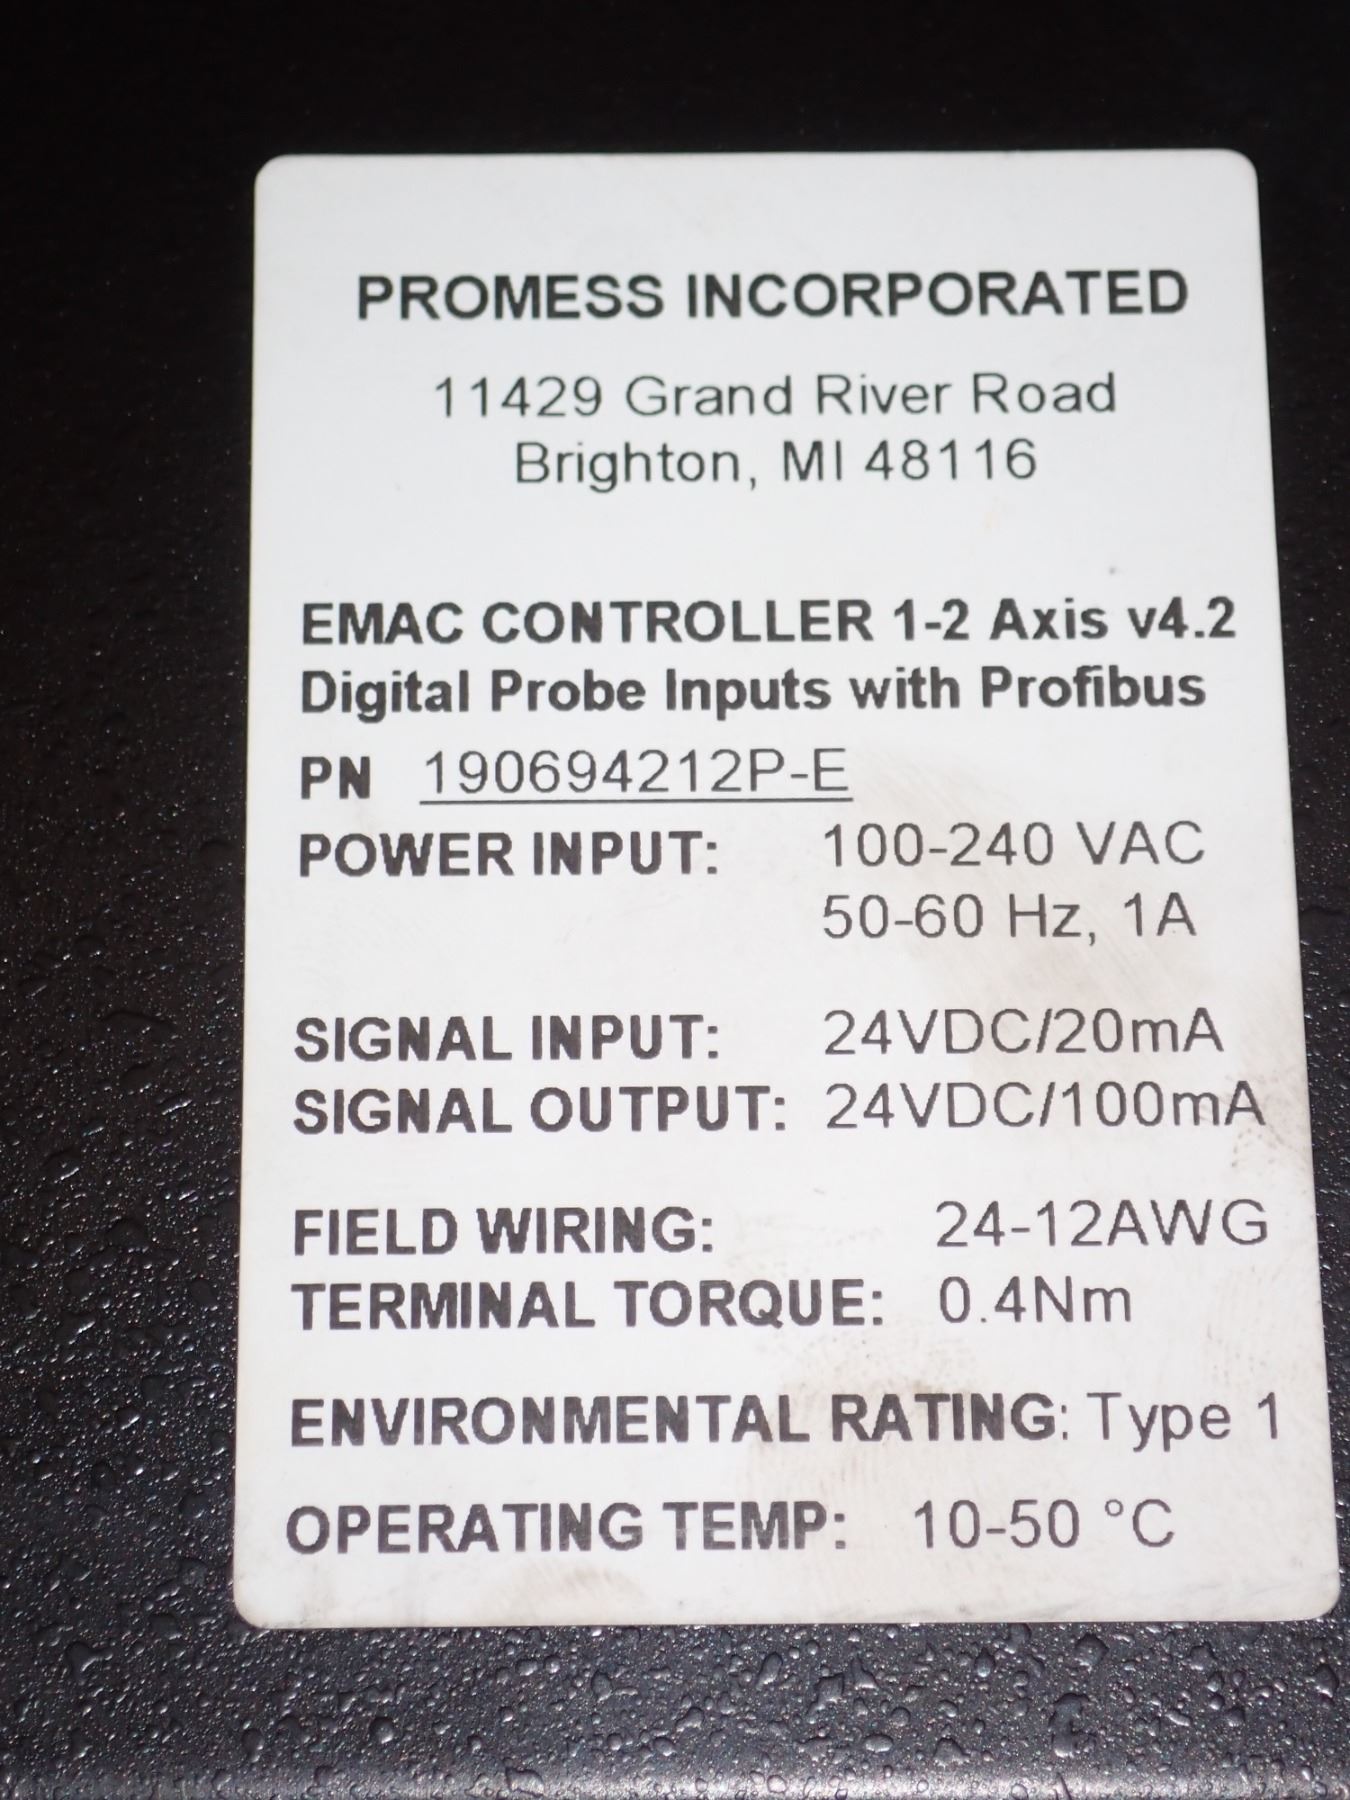 PROMESS INCORPORATED
11429 Grand River Road
Brighton, MI 48116
EMAC CONTROLLER 1-2 Axis v4.2
Digital Probe Inputs with Profibus
PN 190694212P-E
POWER INPUT: 100-240 VAC
50-60 Hz, 1A
SIGNAL INPUT: 24VDC/20mA
SIGNAL OUTPUT: 24VDC/100mA
FIELD WIRING: 24-12AWG
TERMINAL TORQUE: 0.4Nm
ENVIRONMENTAL RATING: Type 1
OPERATING TEMP: 10-50 °C